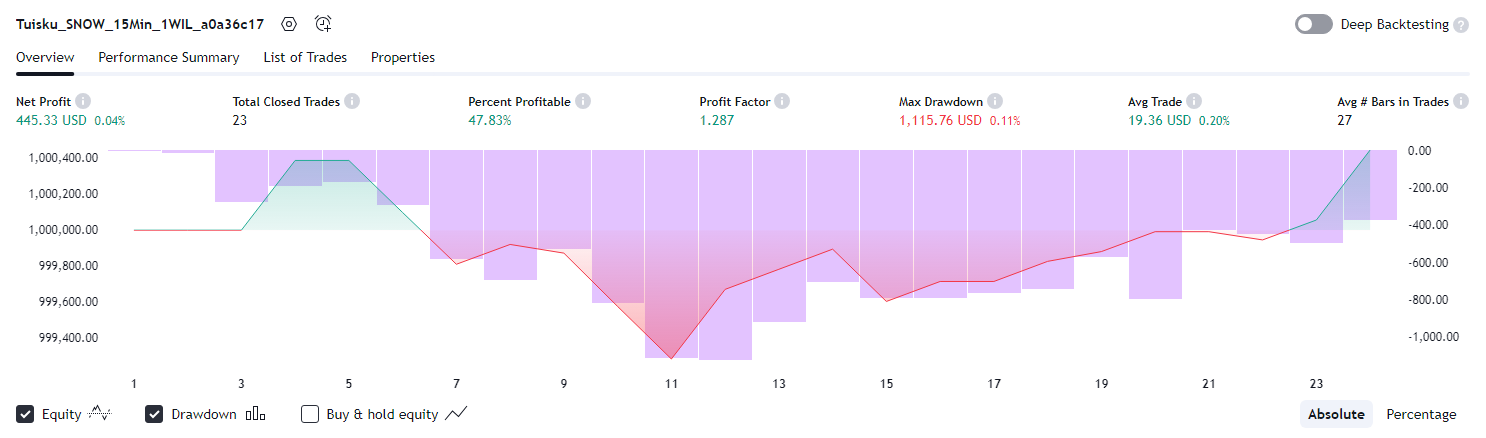 Tuisku_SNOW_15Min_1WIL_a0a36c17
Deep Backtesting
Overview Performance Summary List of Trades Properties
Net Profit Total Closed Trades Percent Profitable Profit Factor Max Drawdown Avg Trade Avg # Bars in Trades
445.33 USD 0.04% 23 47.83% 1.287 1,115.76 USD 0.11% 19.36 USD 0.20% 27
1,000,400.00 0.00
1,000,200.00 -200.00
1,000,000.00 -400.00
999,800.00 -600.00
999,600.00 -800.00
999,400.00 -1,000.00
1 3 5 7 9 11 13 15 17 19 21 23
Equity Drawdown Buy & hold equity Absolute Percentage